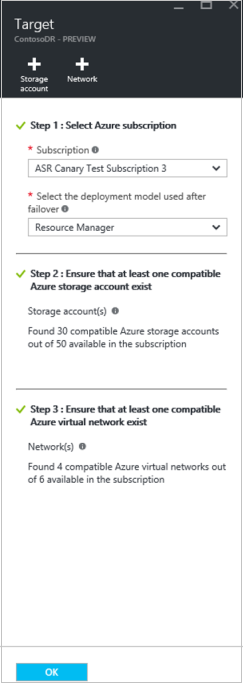 Target
ContosoDR - PREVIEW
Storage
account
Network
Step 1 : Select Azure subscription
* Subscription
ASR Canary Test Subscription 3
* Select the deployment model used after
failover
Resource Manager
Step 2 : Ensure that at least one compatible
Azure storage account exist
Storage account(s)
Found 30 compatible Azure storage accounts
out of 50 available in the subscription
Step 3 : Ensure that at least one compatible
Azure virtual network exist
Network(s)
Found 4 compatible Azure virtual networks out
of 6 available in the subscription
OK